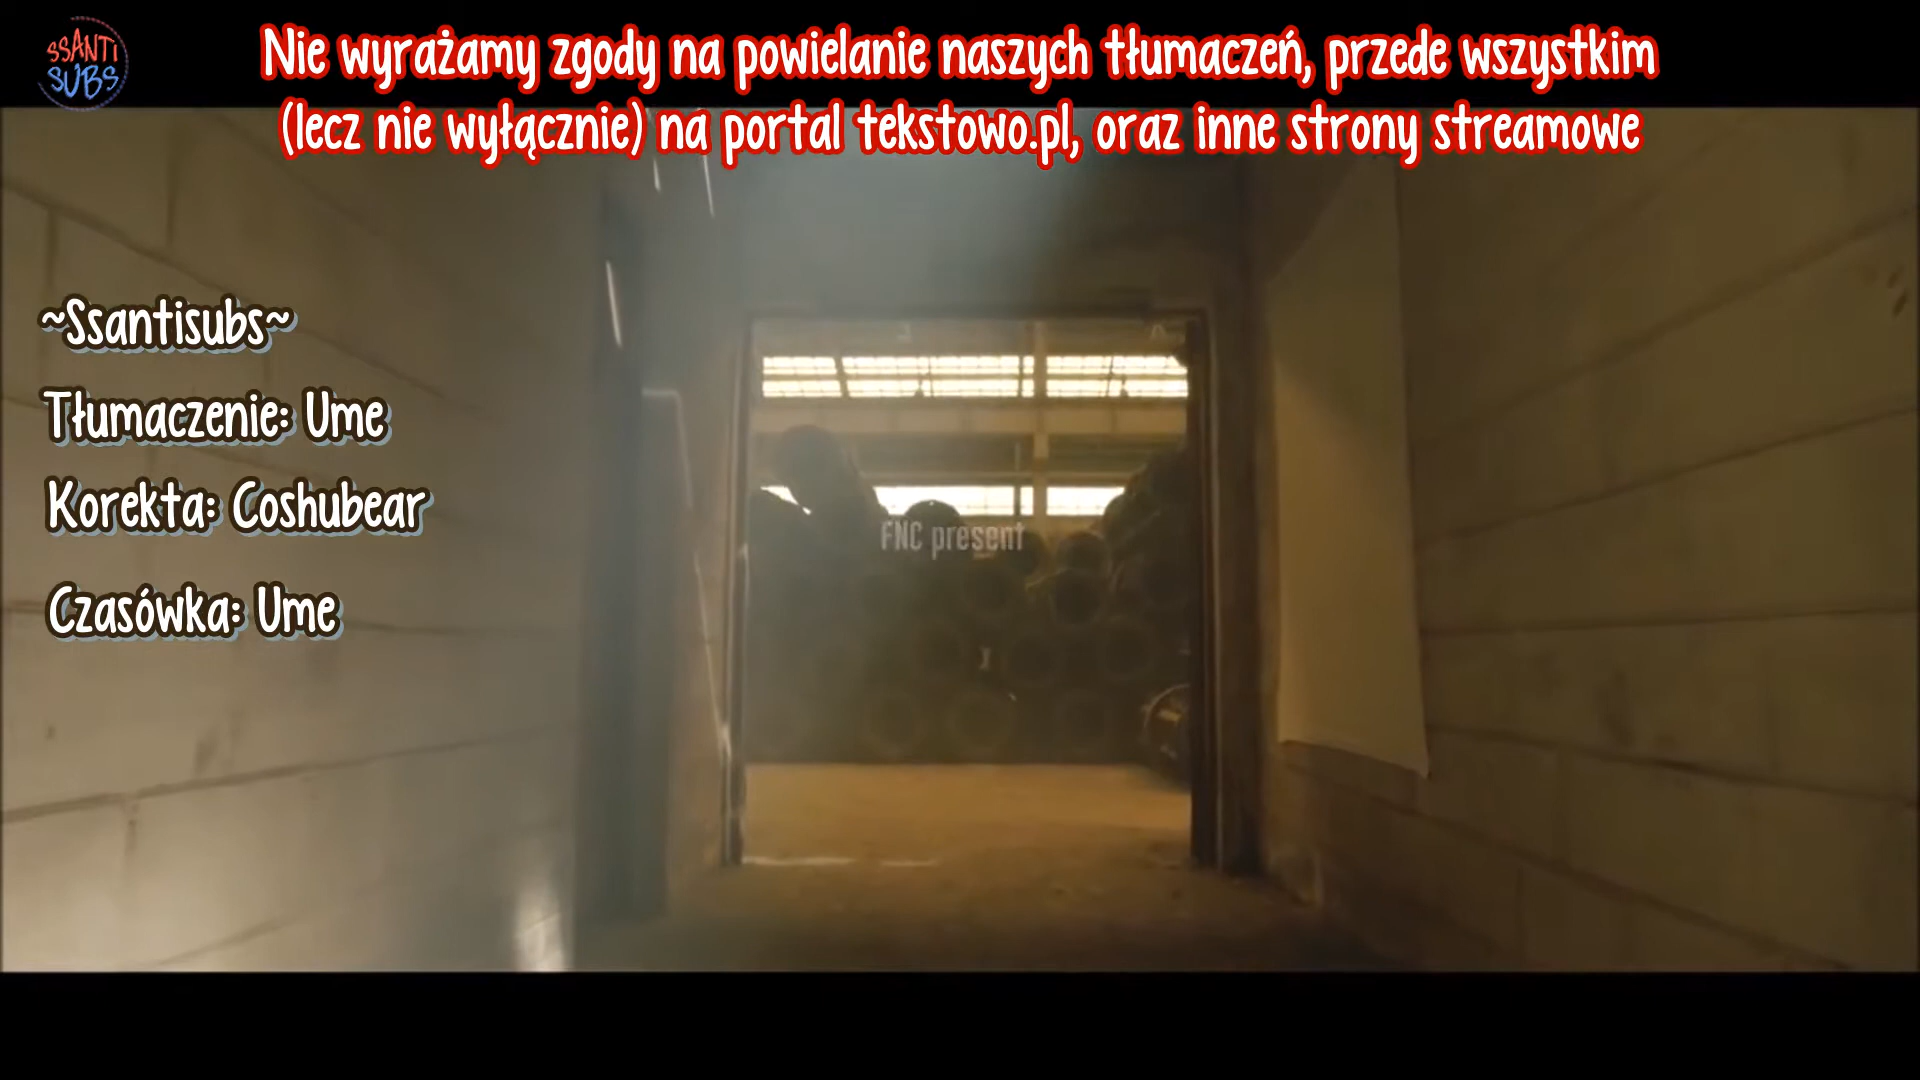 SSANTI
SUBS
Nie wyrażamy zgody na powielanie naszych tłumaczeń, przede wszystkim
(lecz nie wyłącznie) na portal tekstowo.pl, oraz inne strony streamowe
~Ssantisubs~
Tłumaczenie: Ume
Korekta: Coshubear
Czasówka: Ume
FNC present